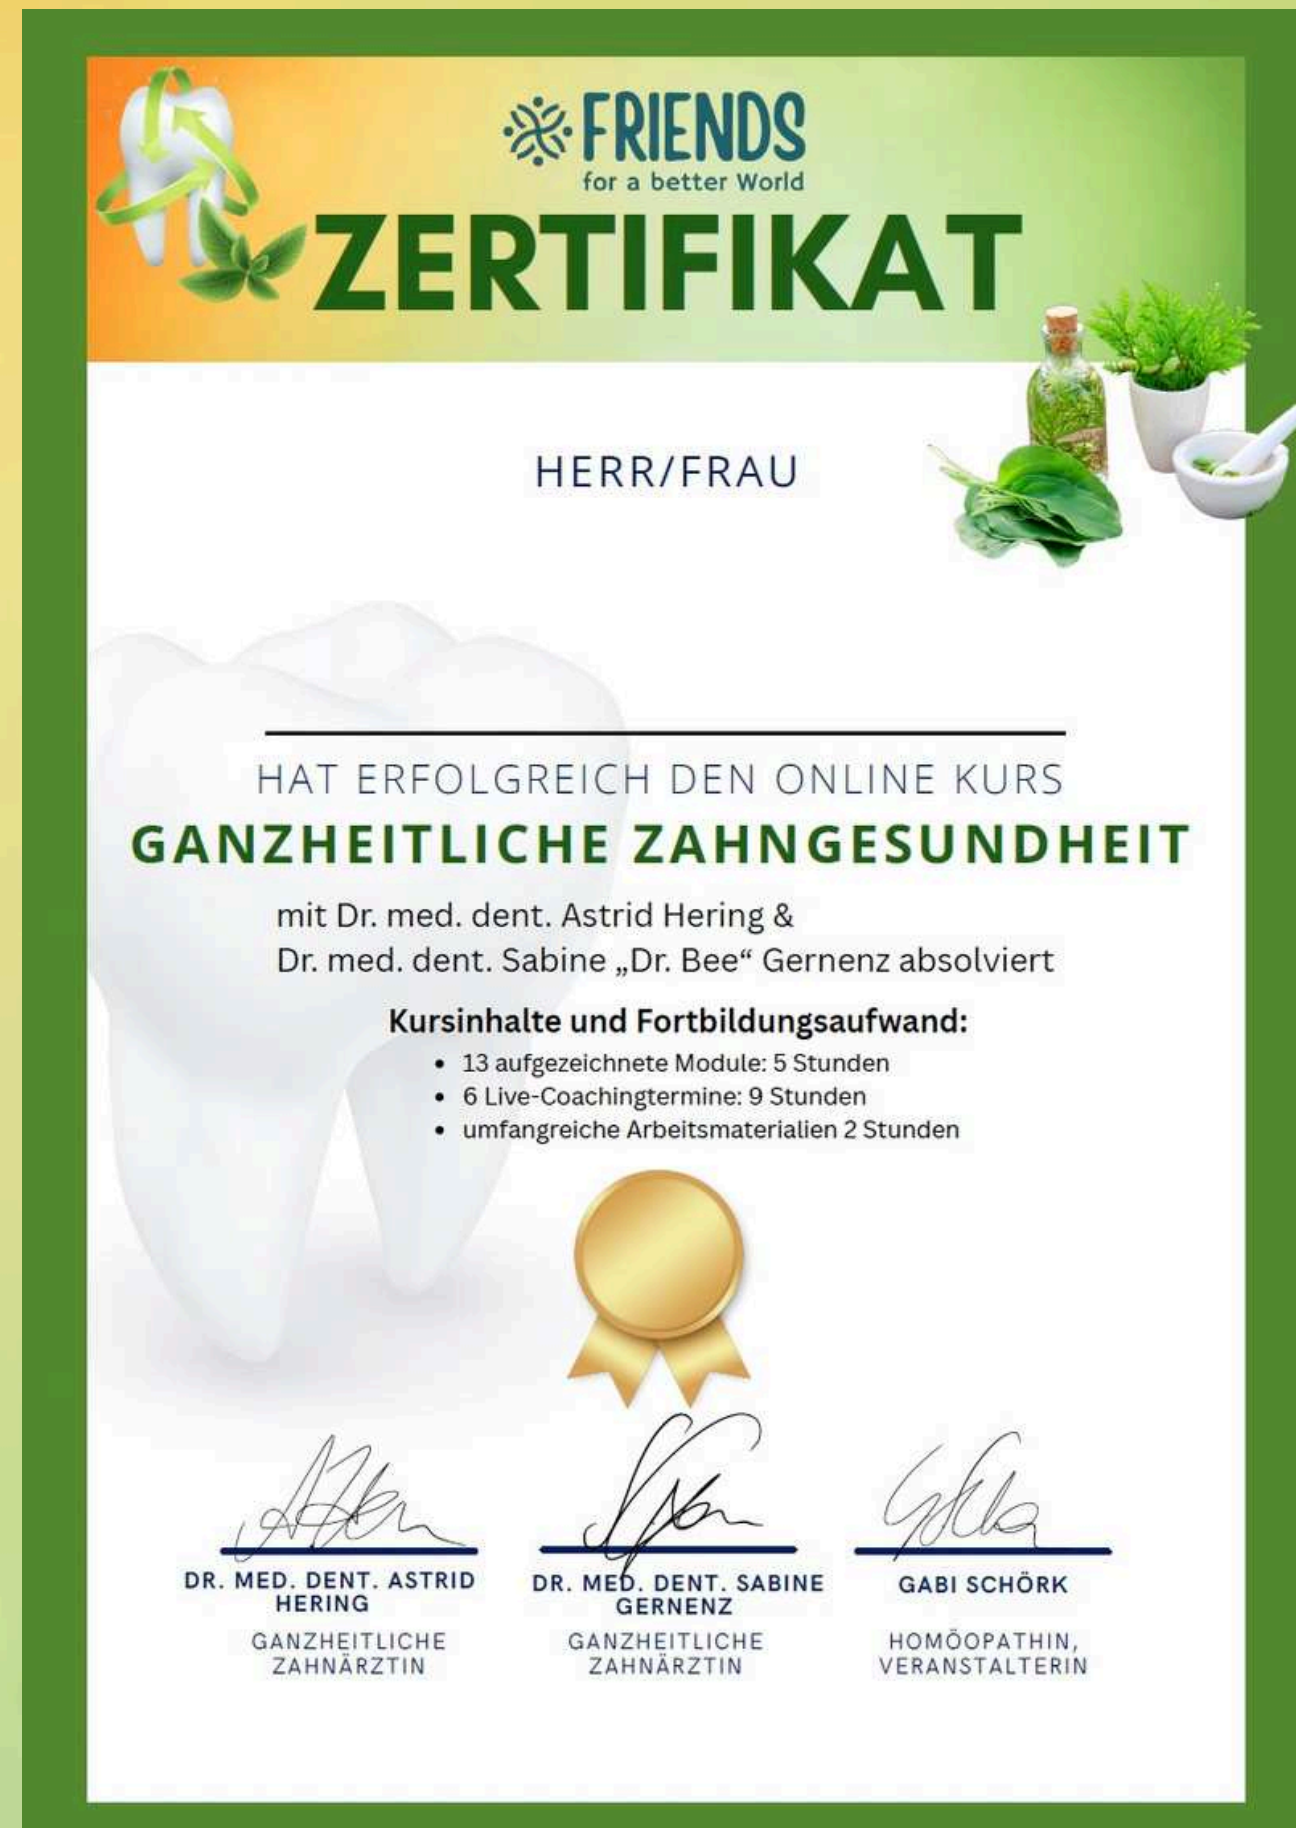 FRIENDS
for a better World
ZERTIFIKAT
HERR/FRAU
HAT ERFOLGREICH DEN ONLINE KURS
GANZHEITLICHE ZAHNGESUNDHEIT
mit Dr. med. dent. Astrid Hering &
Dr. med. dent. Sabine „Dr. Bee“ Gernenz absolviert
Kursinhalte und Fortbildungsaufwand:
• 13 aufgezeichnete Module: 5 Stunden
• 6 Live-Coachingtermine: 9 Stunden
• umfangreiche Arbeitsmaterialien 2 Stunden
DR. MED. DENT. ASTRID
HERING
GANZHEITLICHE
ZAHNÄRZTIN
DR. MED. DENT. SABINE
GERNENZ
GANZHEITLICHE
ZAHNÄRZTIN
GABI SCHÖRK
HOMÖOPATHIN,
VERANSTALTERIN